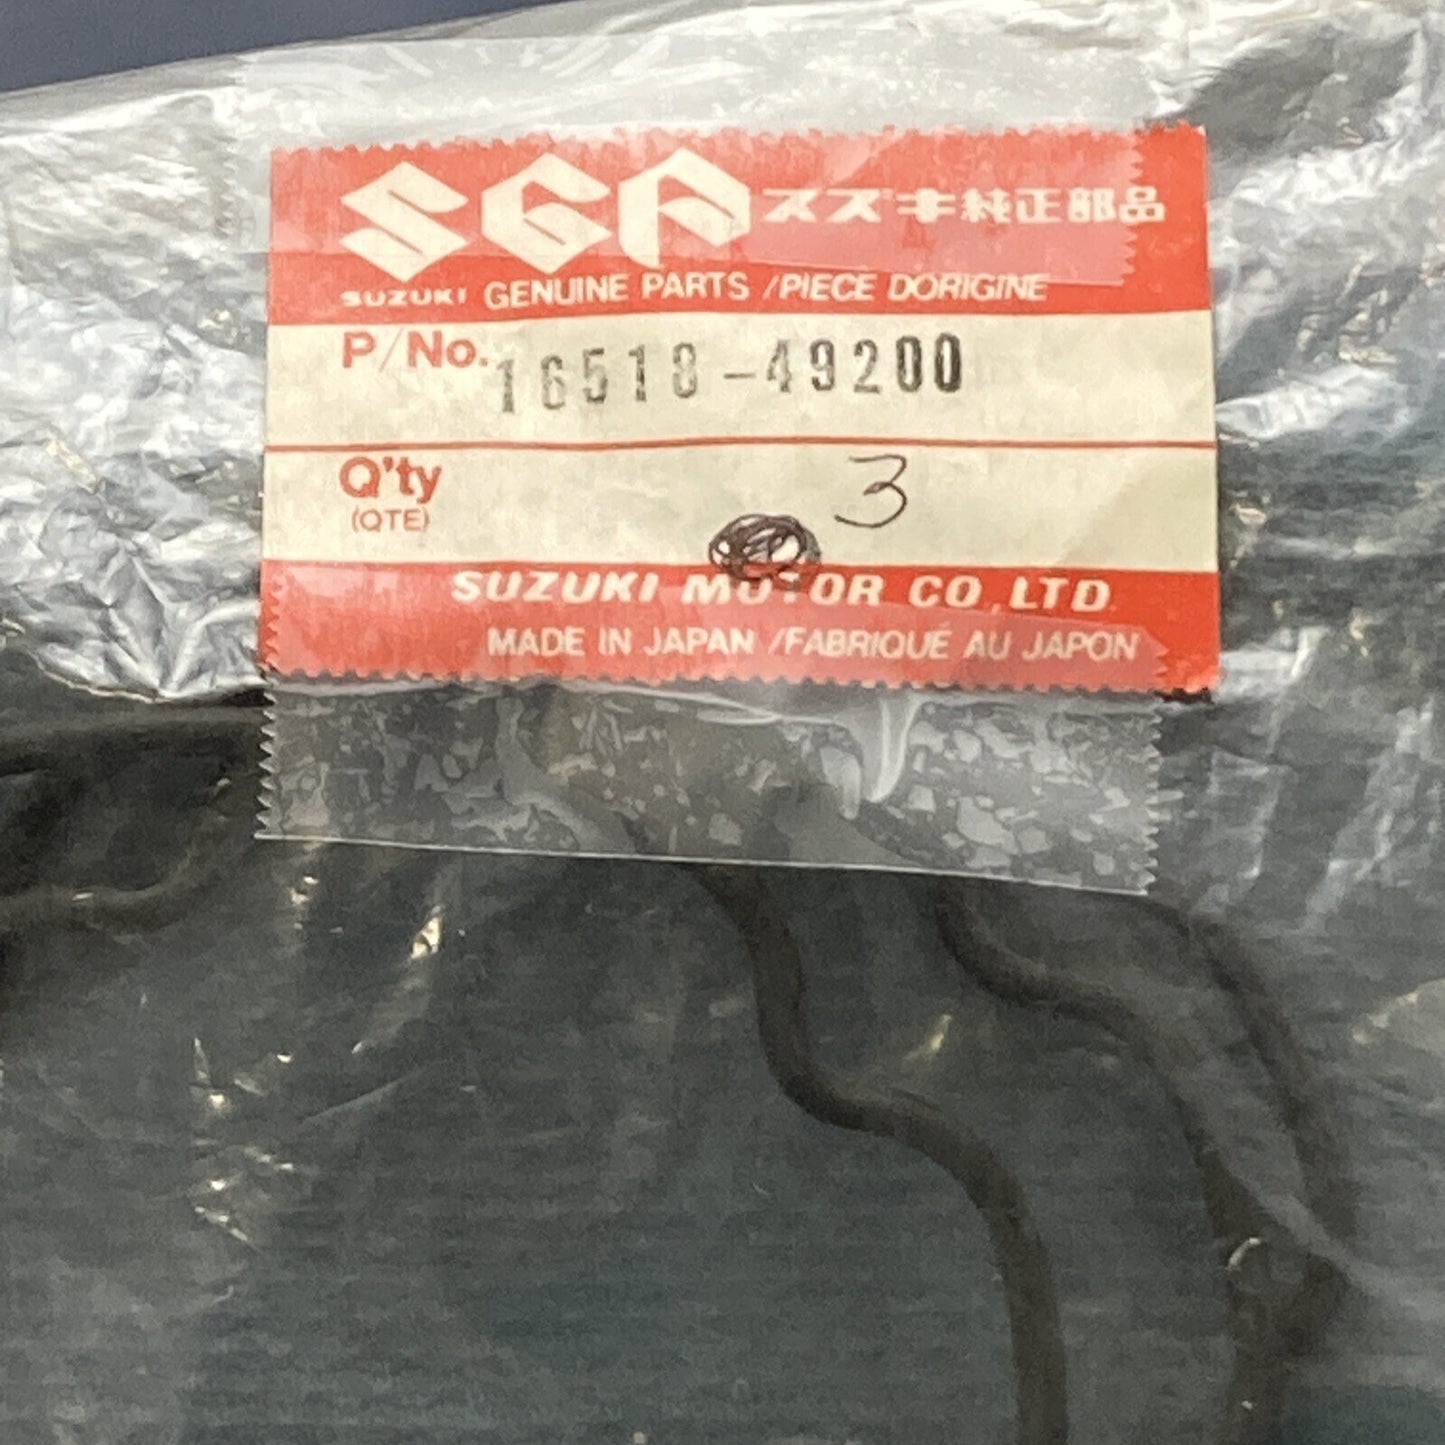 SGP スズキ純正部品
SUZUKI GENUINE PARTS /PIECE DORIGINE
P/No. 16518-49200
Q'ty 3
(QTE)
SUZUKI MOTOR CO.,LTD.
MADE IN JAPAN /FABRIQUÉ AU JAPON